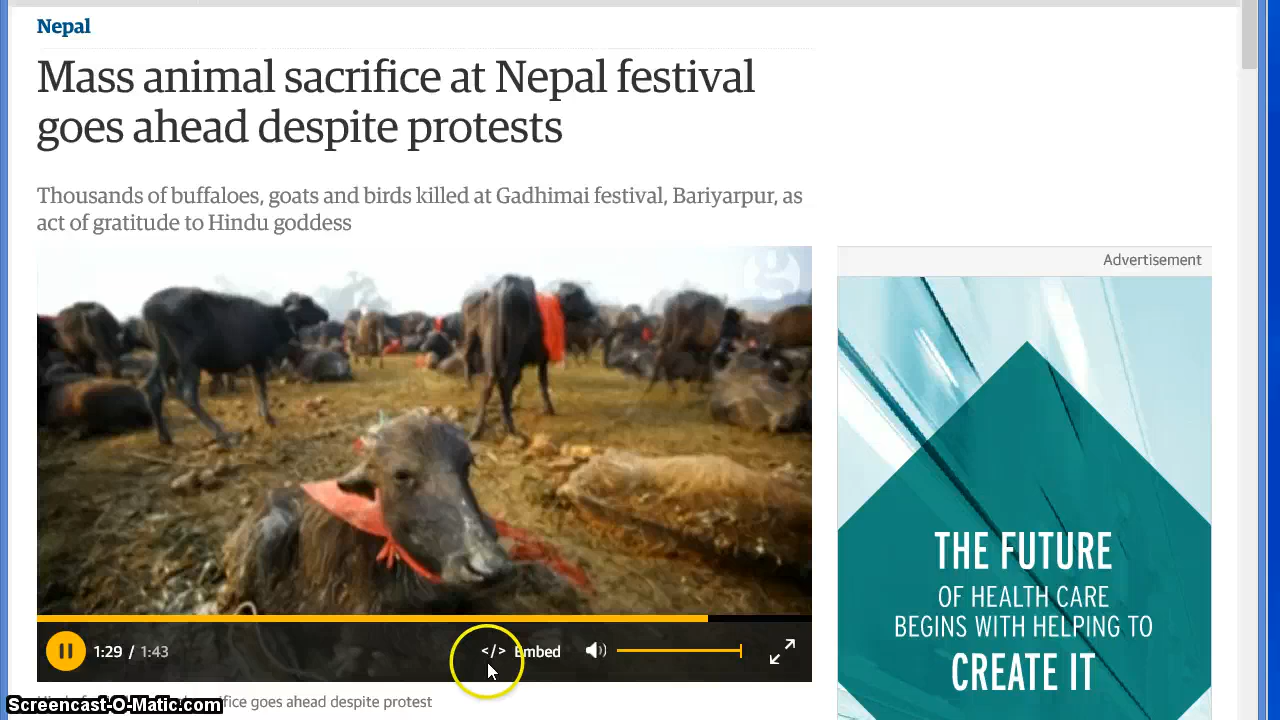 Nepal
Mass animal sacrifice at Nepal festival
goes ahead despite protests
Thousands of buffaloes, goats and birds killed at Gadhimai festival, Bariyarpur, as
act of gratitude to Hindu goddess
Advertisement
g
THE FUTURE
OF HEALTH CARE
BEGINS WITH HELPING TO
CREATE IT
1:29 / 1:43
</> Embed
goes ahead despite protest
Screencast-O-Matic.com